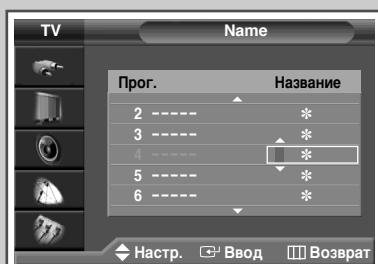 TV Name
Прог. Название
2 ----- ✻
3 ----- ✻
4 ----- ✻
5 ----- ✻
6 ----- ✻
Настр. Ввод Возврат